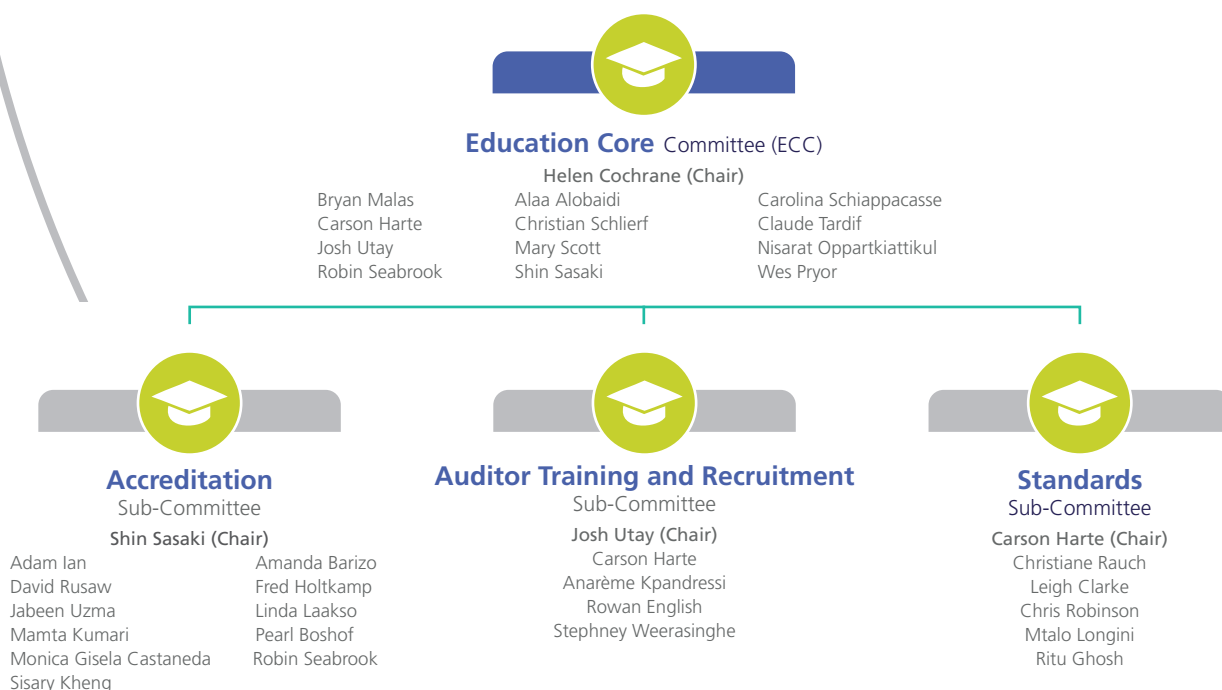 Education Core Committee (ECC)
Helen Cochrane (Chair)
Bryan Malas
Carson Harte
Josh Utay
Robin Seabrook
Alaa Alobaidi
Christian Schlierf
Mary Scott
Shin Sasaki
Carolina Schiappacasse
Claude Tardif
Nisarat Oppartkiattikul
Wes Pryor
Accreditation
Sub-Committee
Shin Sasaki (Chair)
Adam Ian
David Rusaw
Jabeen Uzma
Mamta Kumari
Monica Gisela Castaneda
Sisary Kheng
Amanda Barizo
Fred Holtkamp
Linda Laakso
Pearl Boshof
Robin Seabrook
Auditor Training and Recruitment
Sub-Committee
Josh Utay (Chair)
Carson Harte
Anarème Kpandressi
Rowan English
Stephney Weerasinghe
Standards
Sub-Committee
Carson Harte (Chair)
Christiane Rauch
Leigh Clarke
Chris Robinson
Mtalo Longini
Ritu Ghosh